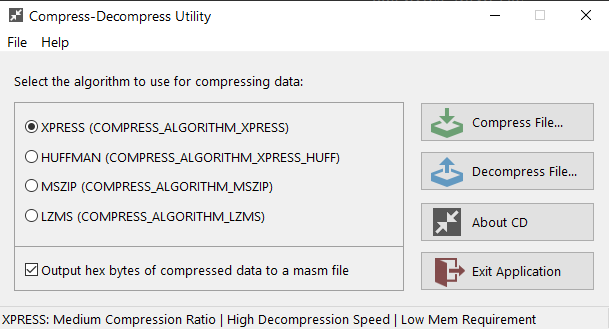 Compress-Decompress Utility
File Help
Select the algorithm to use for compressing data:
XPRESS (COMPRESS_ALGORITHM_XPRESS)
HUFFMAN (COMPRESS_ALGORITHM_XPRESS_HUFF)
MSZIP (COMPRESS_ALGORITHM_MSZIP)
LZMS (COMPRESS_ALGORITHM_LZMS)
Output hex bytes of compressed data to a masm file
Compress File...
Decompress File...
About CD
Exit Application
XPRESS: Medium Compression Ratio | High Decompression Speed | Low Mem Requirement